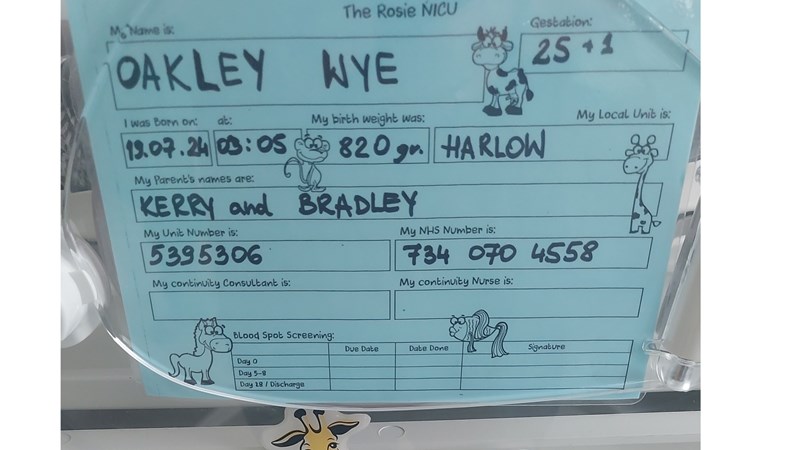 The Rosie NICU
My Name is: Gestation:
OAKLEY WYE 25 + 1
I was Born on: at: My birth weight was: My Local Unit is:
19.07.24 03:05 820 gr. HARLOW
My Parent's names are:
KERRY and BRADLEY
My Unit Number is: My NHS Number is:
5395306 734 070 4558
My continuity Consultant is: My continuity Nurse is:
Blood Spot Screening:
Due Date Date Done Signature
Day 0
Day 5-8
Day 28 / Discharge